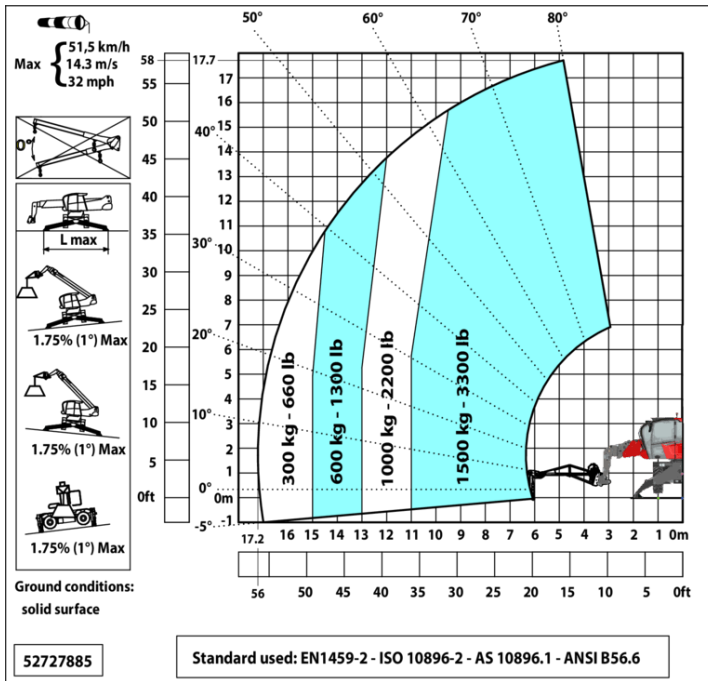 51,5 km/h
Max { 14.3 m/s
32 mph
0°
L max
1.75% (1°) Max
1.75% (1°) Max
1.75% (1°) Max
Ground conditions:
solid surface
52727885
50° 60° 70° 80°
40°
30°
20°
10°
0°
-5°
58 55 50 45 40 35 30 25 20 15 10 5 0ft
17.7 17 16 15 14 13 12 11 10 9 8 7 6 5 4 3 2 1 0m -1
300 kg - 660 lb
600 kg - 1300 lb
1000 kg - 2200 lb
1500 kg - 3300 lb
17.2 16 15 14 13 12 11 10 9 8 7 6 5 4 3 2 1 0m
56 50 45 40 35 30 25 20 15 10 5 0ft
Standard used: EN1459-2 - ISO 10896-2 - AS 10896.1 - ANSI B56.6